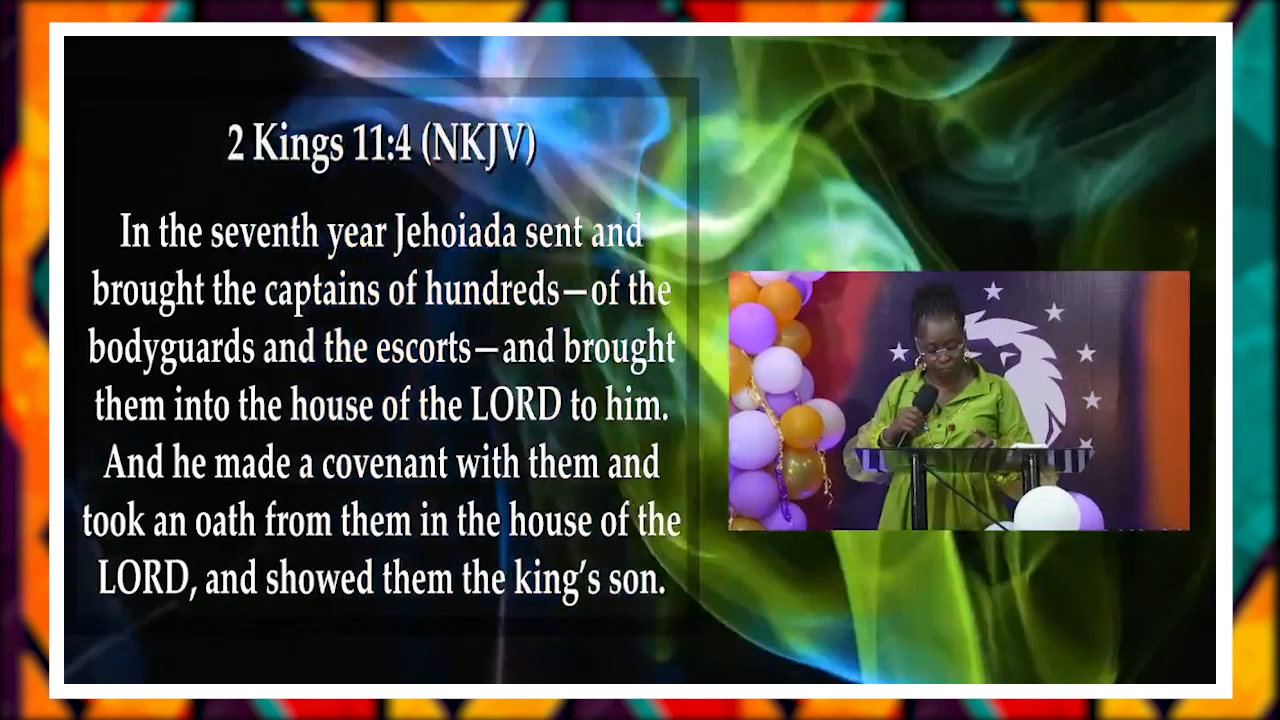 2 Kings 11:4 (NKJV)
In the seventh year Jehoiada sent and
brought the captains of hundreds—of the
bodyguards and the escorts—and brought
them into the house of the LORD to him.
And he made a covenant with them and
took an oath from them in the house of the
LORD, and showed them the king’s son.